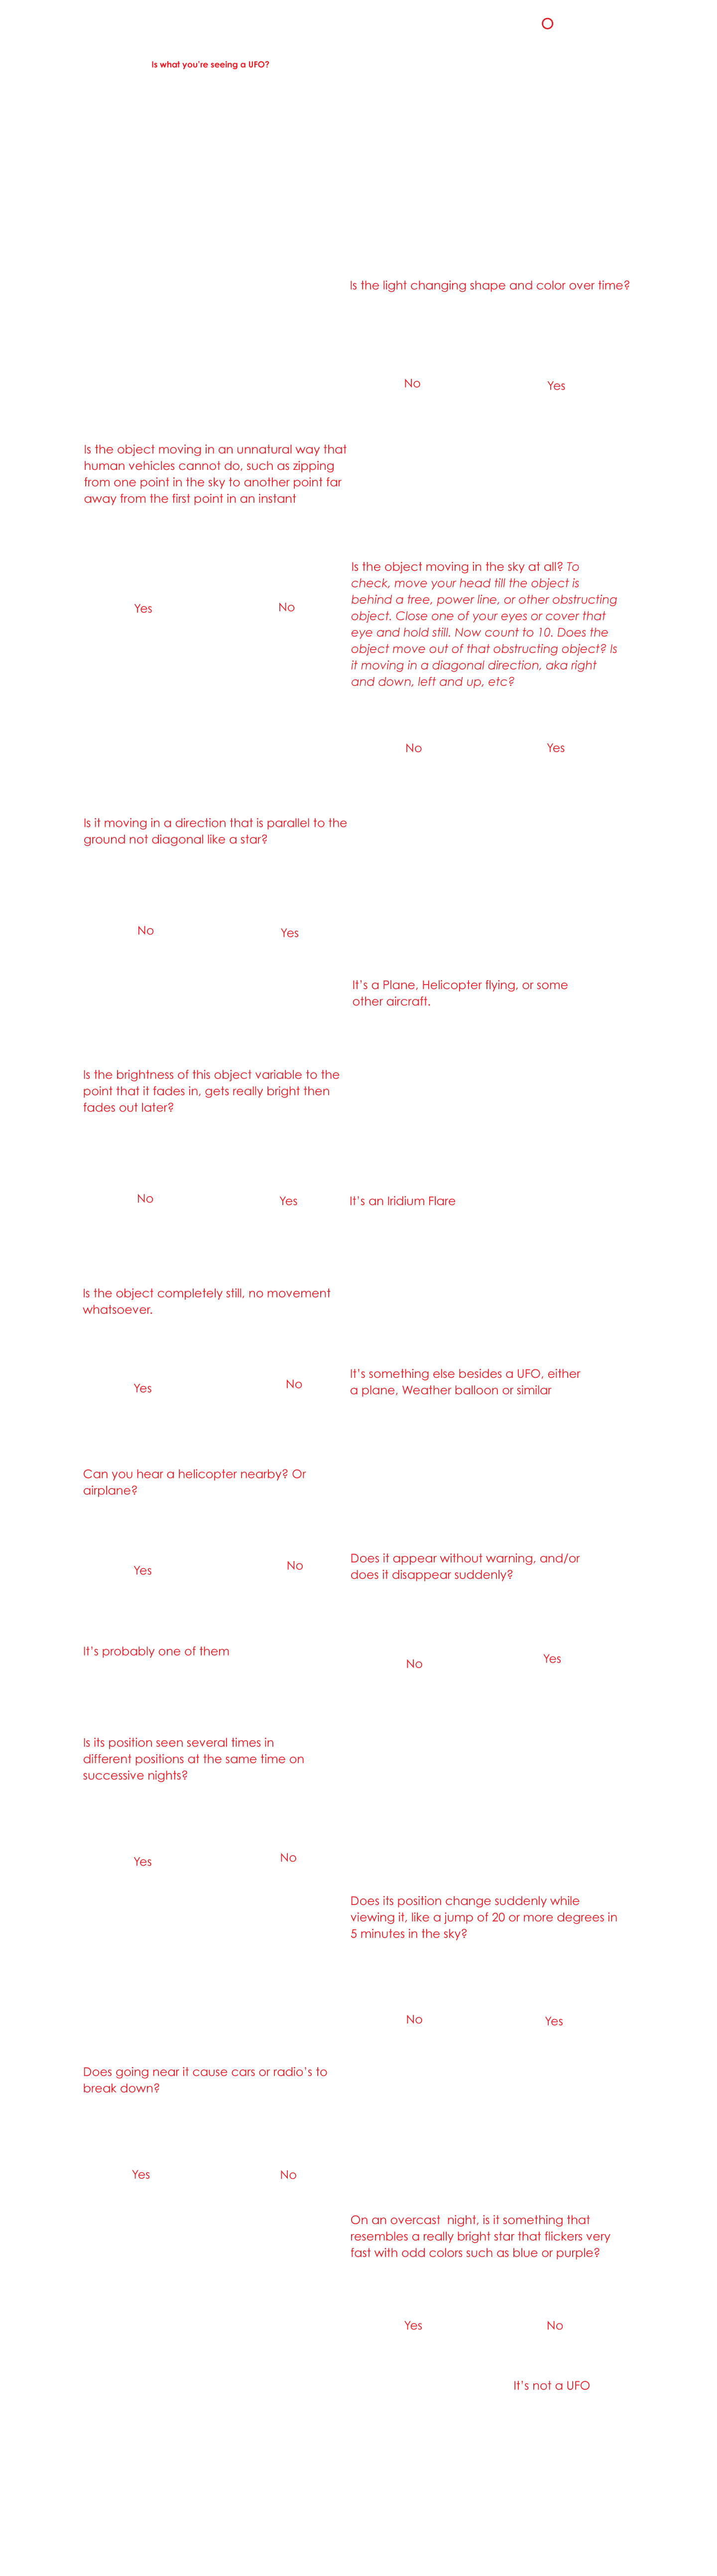 Is what you're seeing a UFO?
Is the light changing shape and color over time?
No
Yes
Is the object moving in an unnatural way that
human vehicles cannot do, such as zipping
from one point in the sky to another point far
away from the first point in an instant
Yes
No
Is the object moving in the sky at all? To
check, move your head till the object is
behind a tree, power line, or other obstructing
object. Close one of your eyes or cover that
eye and hold still. Now count to 10. Does the
object move out of that obstructing object? Is
it moving in a diagonal direction, aka right
and down, left and up, etc?
No
Yes
Is it moving in a direction that is parallel to the
ground not diagonal like a star?
No
Yes
It's a Plane, Helicopter flying, or some
other aircraft.
Is the brightness of this object variable to the
point that it fades in, gets really bright then
fades out later?
No
Yes
It's an Iridium Flare
Is the object completely still, no movement
whatsoever.
Yes
No
It's something else besides a UFO, either
a plane, Weather balloon or similar
Can you hear a helicopter nearby? Or
airplane?
Yes
No
Does it appear without warning, and/or
does it disappear suddenly?
It's probably one of them
No
Yes
Is its position seen several times in
different positions at the same time on
successive nights?
Yes
No
Does its position change suddenly while
viewing it, like a jump of 20 or more degrees in
5 minutes in the sky?
No
Yes
Does going near it cause cars or radio's to
break down?
Yes
No
On an overcast  night, is it something that
resembles a really bright star that flickers very
fast with odd colors such as blue or purple?
Yes
No
It's not a UFO